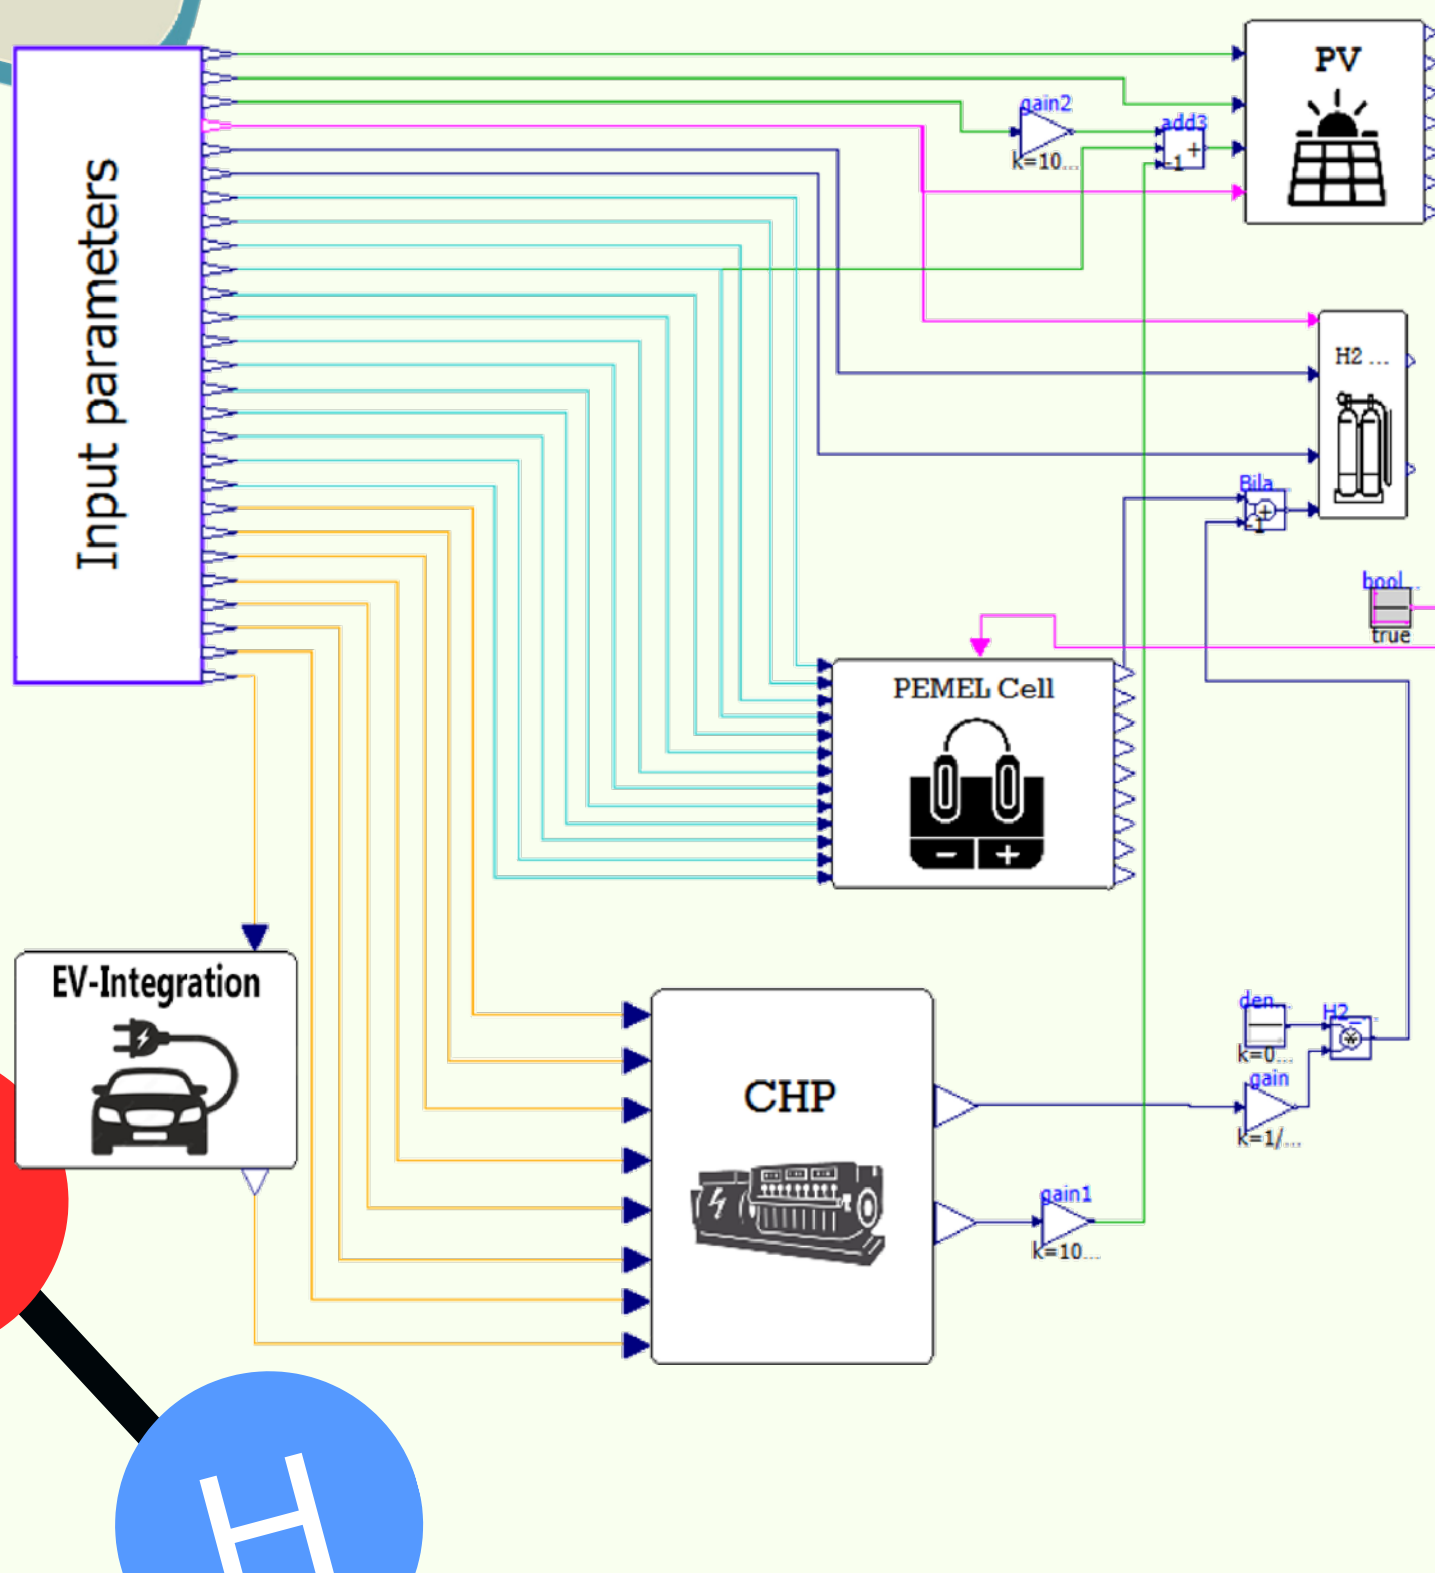 Input parameters
PV
gain2
k=10...
add3
-1
+
H2 ...
Bila...
+
-1
bool...
true
PEMEL Cell
- +
EV-Integration
CHP
den...
k=0...
H2_...
gain
k=1/...
gain1
k=10...
H